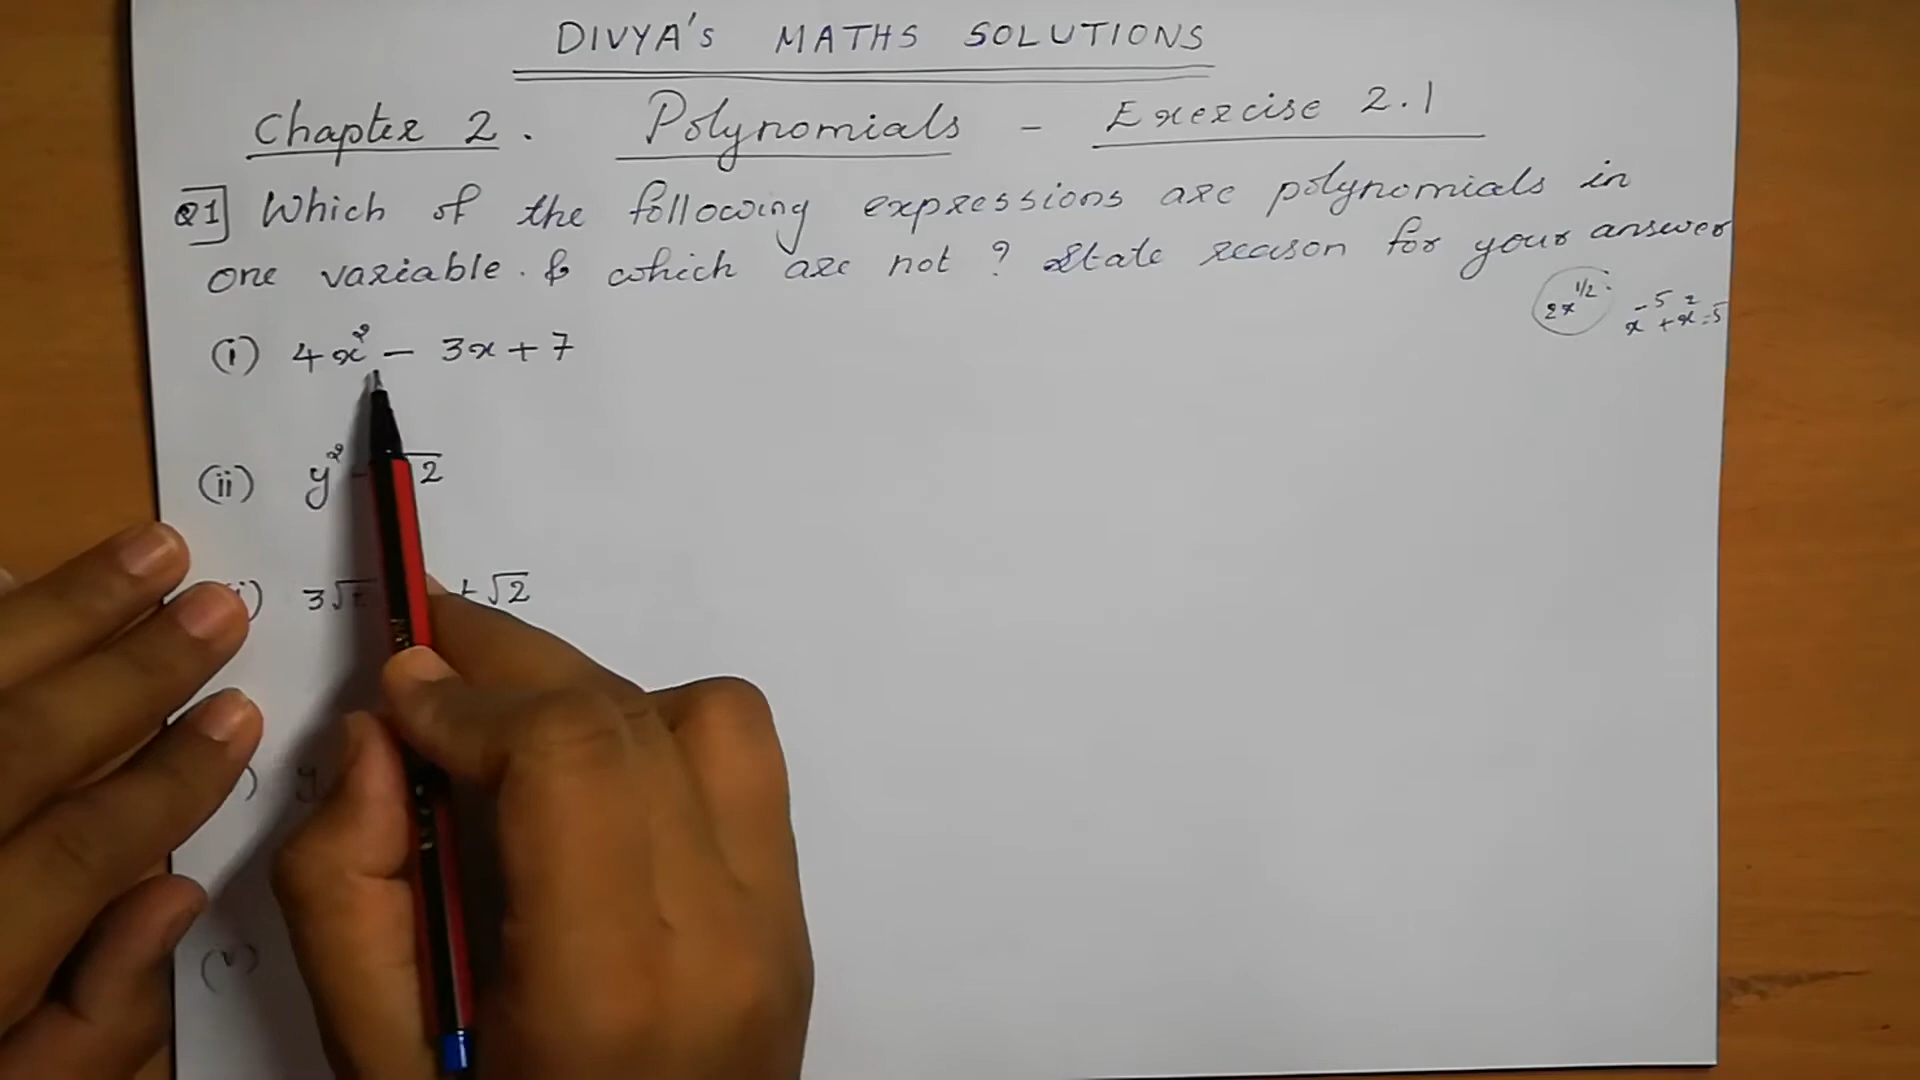 DIVYA's MATHS SOLUTIONS
Chapter 2. Polynomials - Exercise 2.1
Q1] Which of the following expressions are polynomials in
one variable. & which are not? State reason for your answer
2x^1/2
x^-5 + x^2 = 5
(i) 4x² - 3x + 7
(ii) y² - √2
3√ + √2
(v)